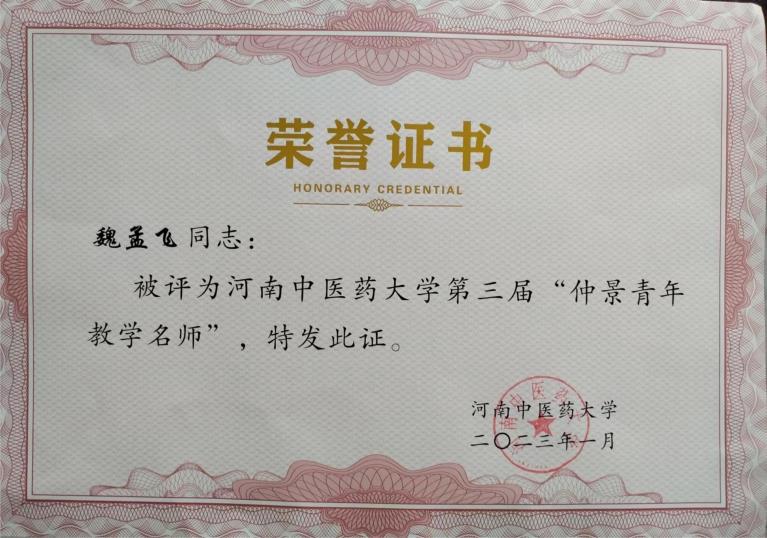 荣誉证书
HONORARY CREDENTIAL
魏孟飞同志：
被评为河南中医药大学第三届“仲景青年
教学名师”，特发此证。
河南中医药大学
二〇二三年一月